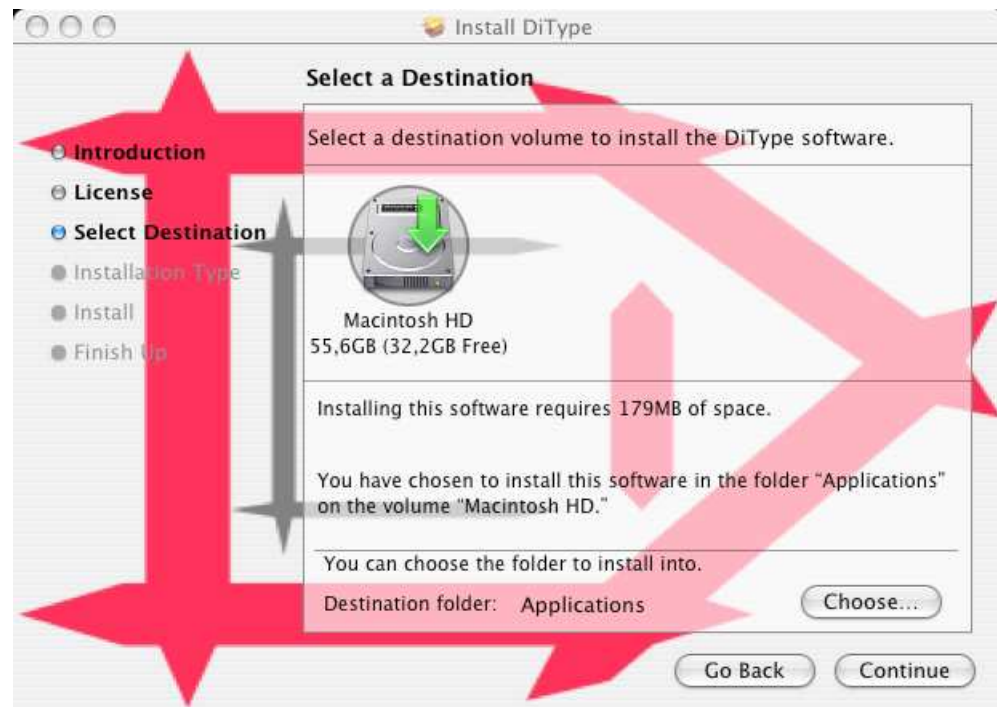 Install DiType
Select a Destination
Introduction
License
Select Destination
Installation Type
Install
Finish Up
Select a destination volume to install the DiType software.
Macintosh HD
55,6GB (32,2GB Free)
Installing this software requires 179MB of space.
You have chosen to install this software in the folder “Applications”
on the volume “Macintosh HD.”
You can choose the folder to install into.
Destination folder: Applications
Choose...
Go Back
Continue